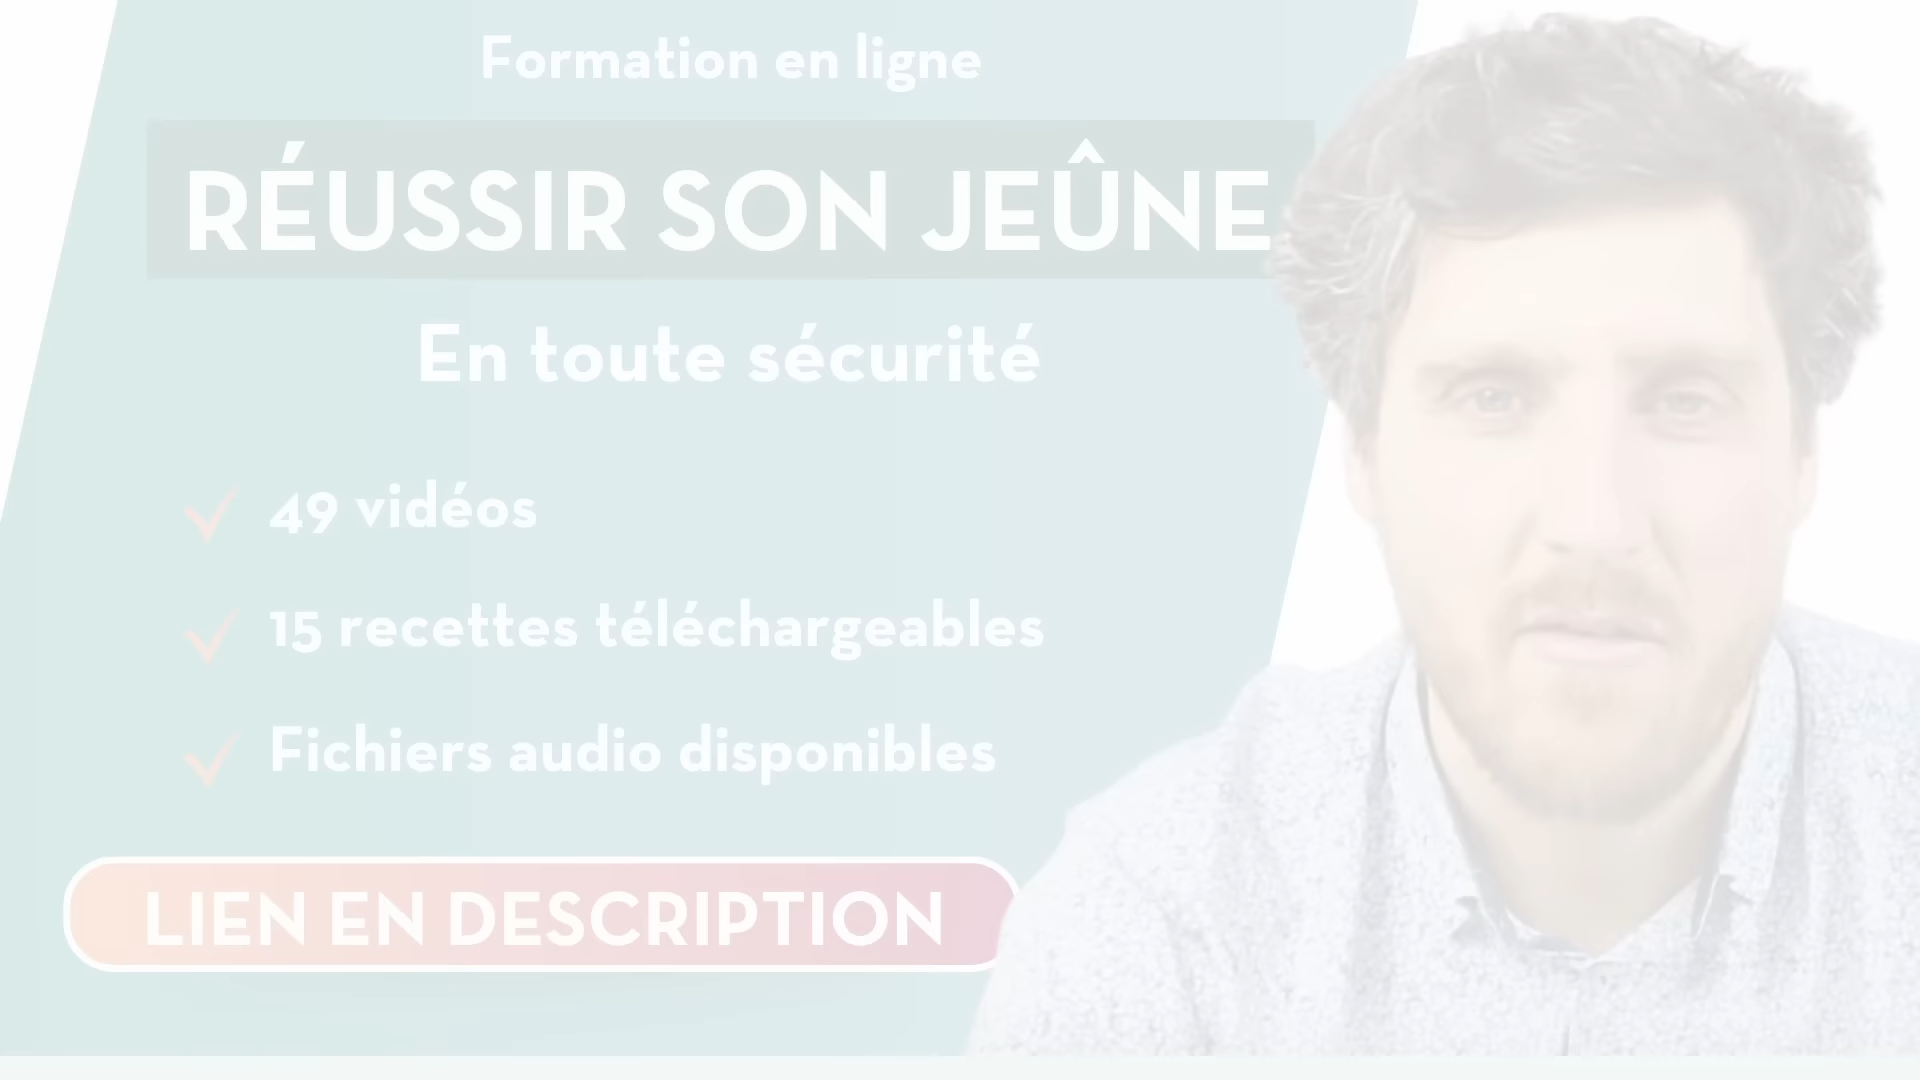 Formation en ligne
RÉUSSIR SON JEÛNE
En toute sécurité
49 vidéos
15 recettes téléchargeables
Fichiers audio disponibles
LIEN EN DESCRIPTION